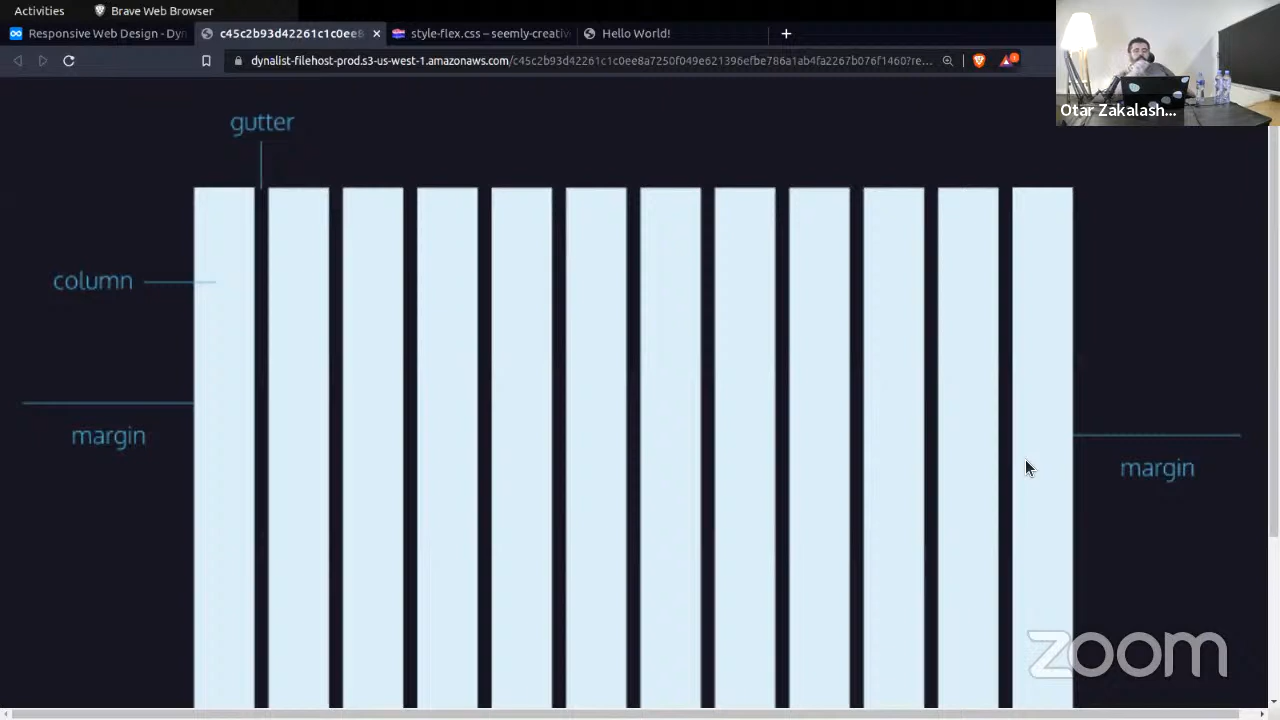 Activities
Brave Web Browser
Responsive Web Design - Dyn
c45c2b93d42261c1c0ee8
style-flex.css – seemly-creativ
Hello World!
dynalist-filehost-prod.s3-us-west-1.amazonaws.com/c45c2b93d42261c1c0ee8a7250f049e621396efbe786a1ab4fa2267b076f1460?re...
Otar Zakalash...
gutter
column
margin
margin
zoom